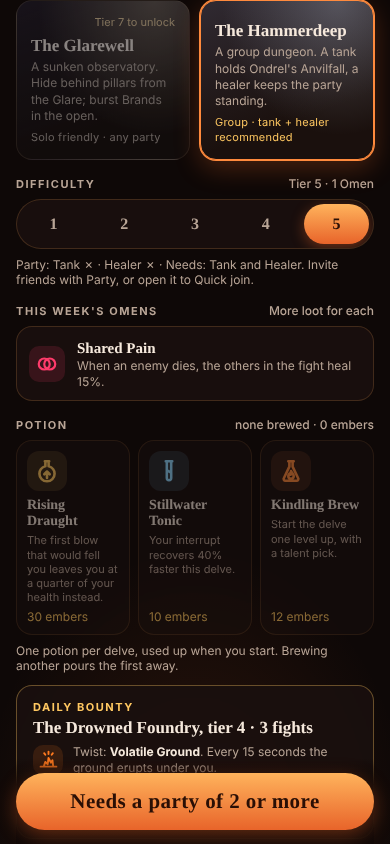 Tier 7 to unlock
The Glarewell
A sunken observatory.
Hide behind pillars from
the Glare; burst Brands
in the open.
Solo friendly · any party
The Hammerdeep
A group dungeon. A tank
holds Ondrel's Anvilfall, a
healer keeps the party
standing.
Group · tank + healer
recommended
DIFFICULTY
Tier 5 · 1 Omen
1 2 3 4 5
Party: Tank × · Healer × · Needs: Tank and Healer. Invite
friends with Party, or open it to Quick join.
THIS WEEK'S OMENS
More loot for each
Shared Pain
When an enemy dies, the others in the fight heal
15%.
POTION
none brewed · 0 embers
Rising
Draught
The first blow
that would fell
you leaves you at
a quarter of your
health instead.
30 embers
Stillwater
Tonic
Your interrupt
recovers 40%
faster this delve.
10 embers
Kindling Brew
Start the delve
one level up, with
a talent pick.
12 embers
One potion per delve, used up when you start. Brewing
another pours the first away.
DAILY BOUNTY
The Drowned Foundry, tier 4 · 3 fights
Twist: Volatile Ground. Every 15 seconds the
ground erupts under you.
Needs a party of 2 or more